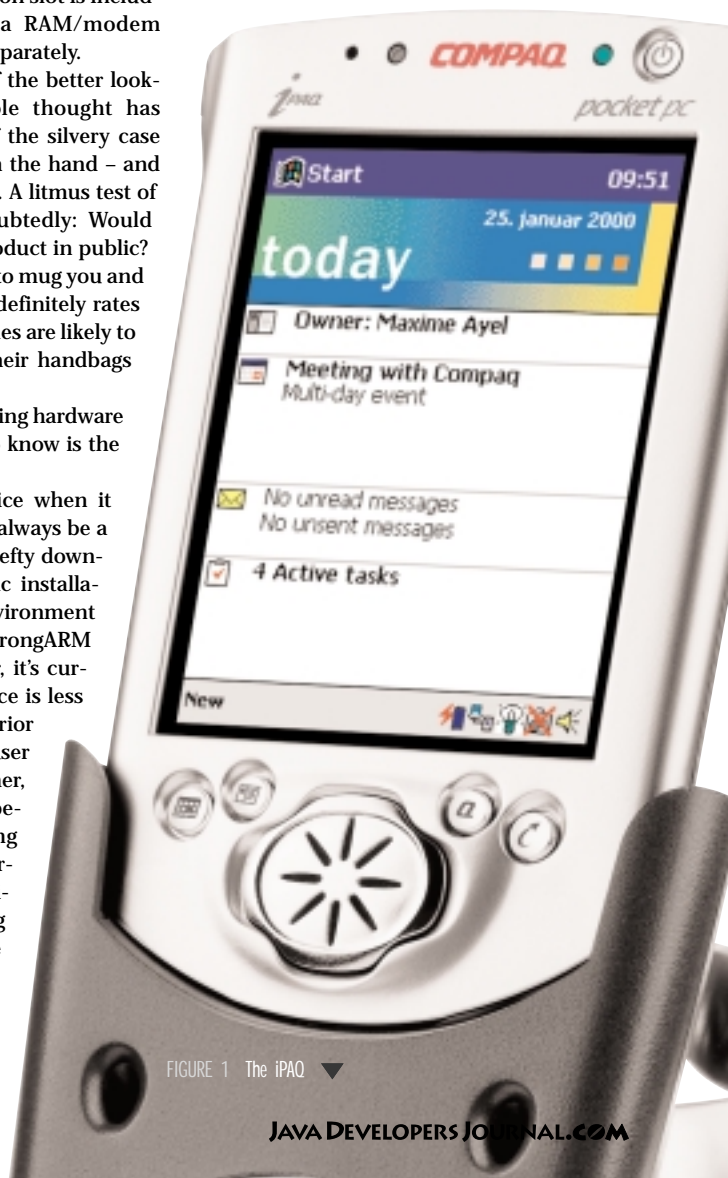 on slot is includ-
a RAM/modem
parately.
f the better look-
ole thought has
f the silvery case
n the hand – and
. A litmus test of
ubtedly: Would
oduct in public?
to mug you and
definitely rates
es are likely to
heir handbags
ing hardware
know is the
ice when it
always be a
efty down-
ic installa-
vironment
rongARM
, it's cur-
ce is less
rior
ser
er,
pe-
ng
r-
g
COMPAQ
iPAQ
pocket pc
Start
09:51
25. januar 2000
today
Owner: Maxime Ayel
Meeting with Compaq
Multi-day event
No unread messages
No unsent messages
4 Active tasks
New
a
FIGURE 1 The iPAQ
JAVA DEVELOPERS JOURNAL.COM